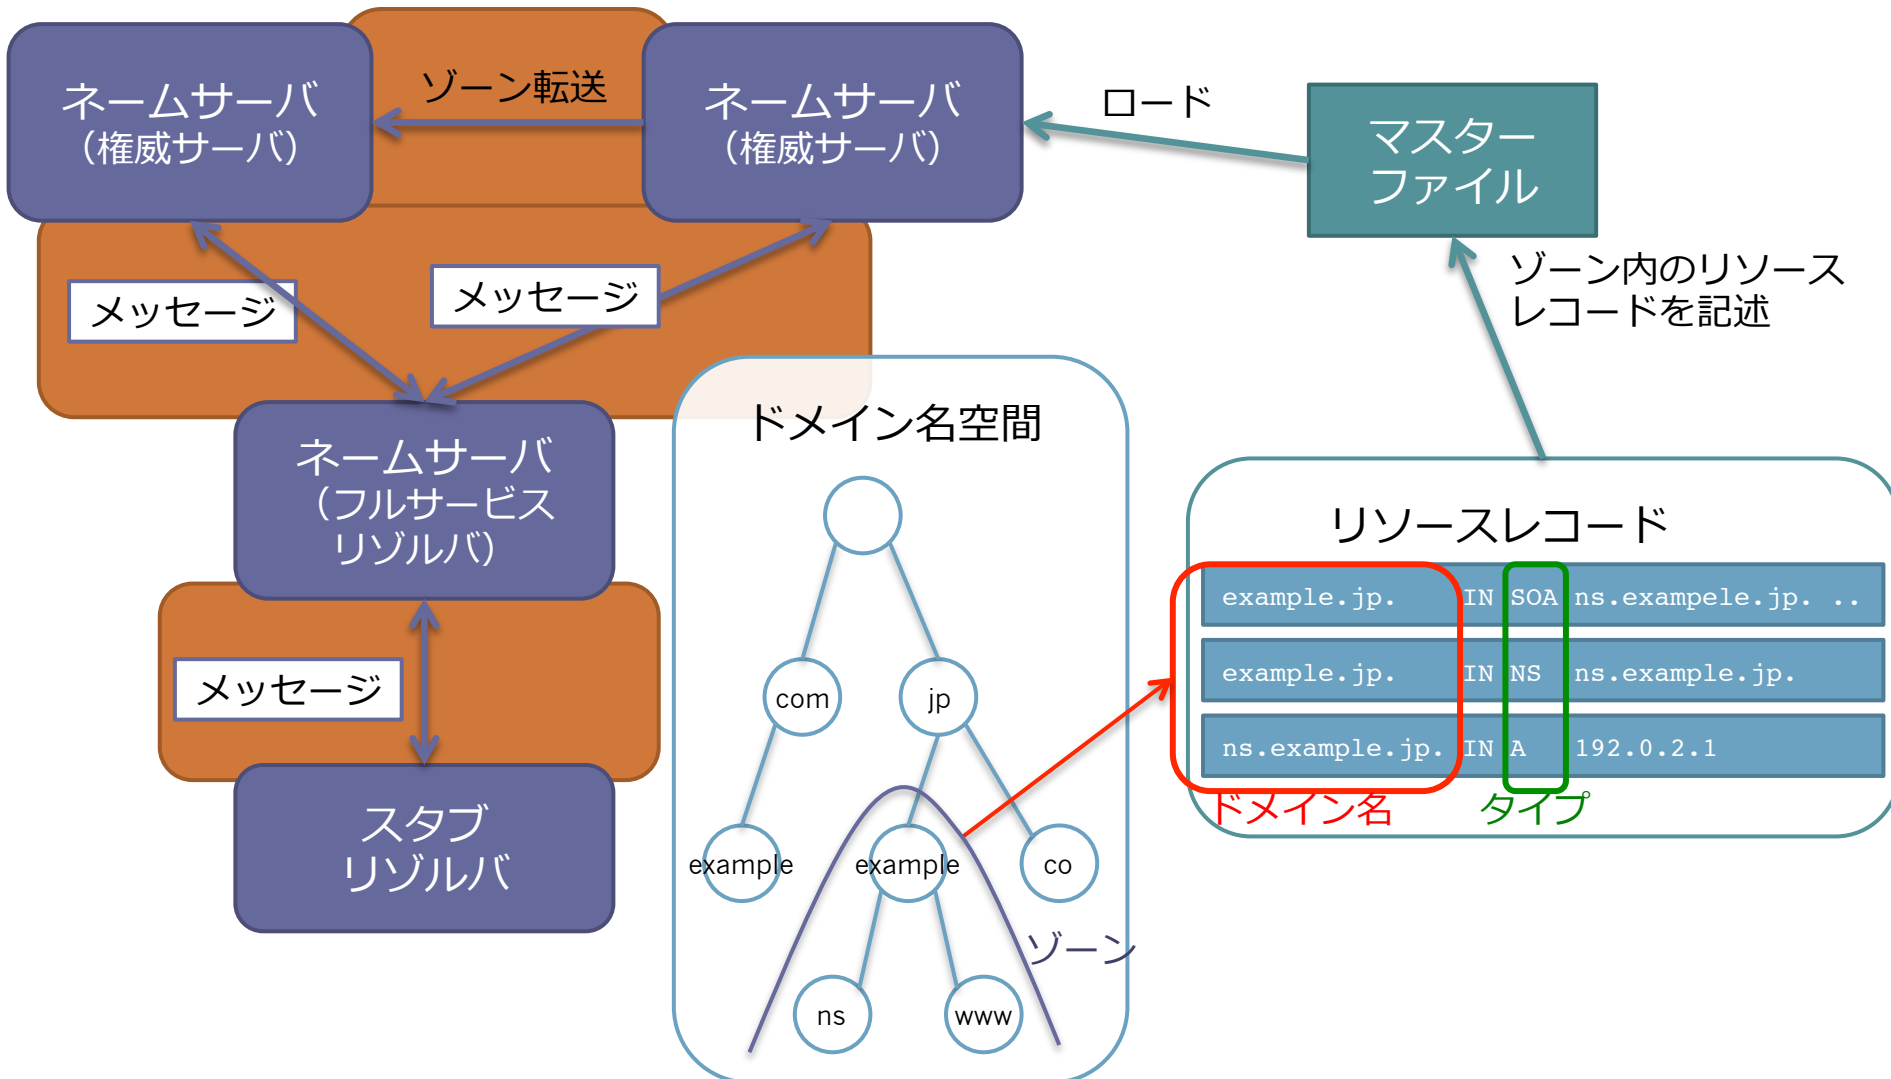 ネームサーバ
（権威サーバ）
ゾーン転送
ネームサーバ
（権威サーバ）
ロード
マスター
ファイル
メッセージ
メッセージ
ゾーン内のリソース
レコードを記述
ネームサーバ
（フルサービス
リゾルバ）
メッセージ
スタブ
リゾルバ
ドメイン名空間
com
jp
example
example
co
ゾーン
ns
www
リソースレコード
example.jp. IN SOA ns.exampele.jp. ..
example.jp. IN NS ns.example.jp.
ns.example.jp. IN A 192.0.2.1
ドメイン名
タイプ